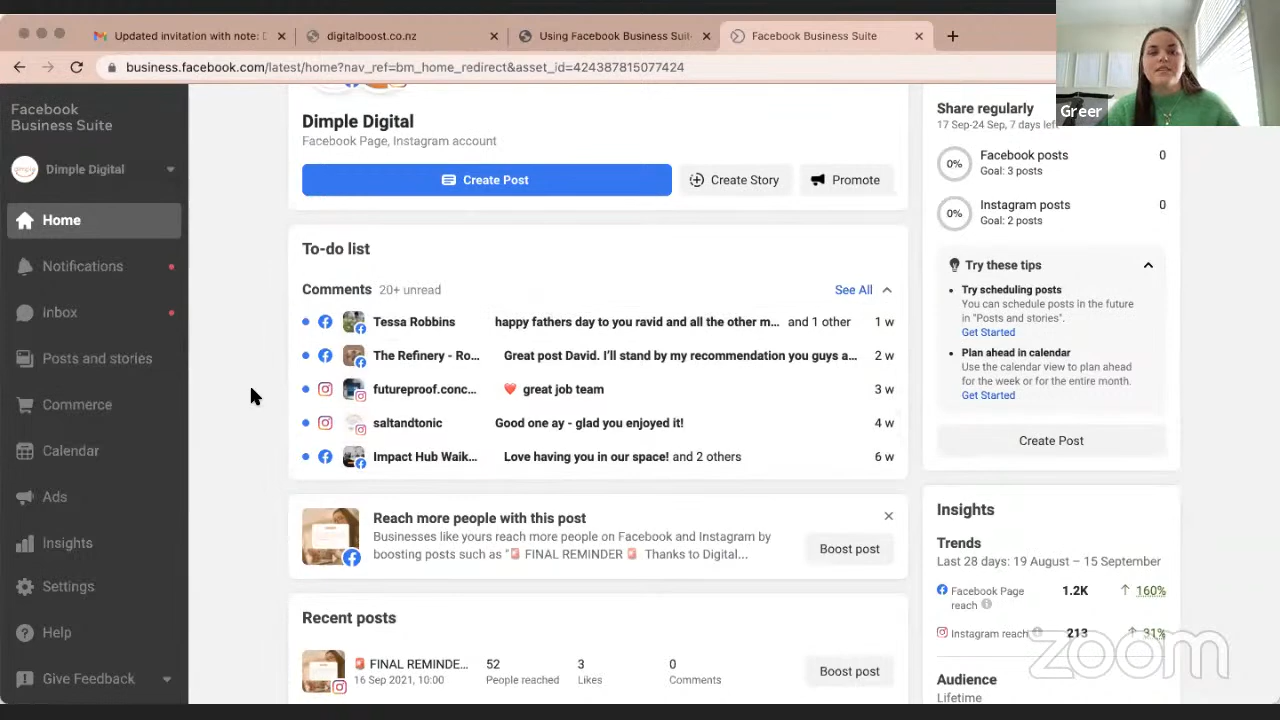 Updated invitation with note: D
digitalboost.co.nz
Using Facebook Business Suit
Facebook Business Suite
business.facebook.com/latest/home?nav_ref=bm_home_redirect&asset_id=424387815077424
Greer
Facebook
Business Suite
Dimple Digital
Home
Notifications
Inbox
Posts and stories
Commerce
Calendar
Ads
Insights
Settings
Help
Give Feedback
Dimple Digital
Facebook Page, Instagram account
Create Post
Create Story
Promote
To-do list
Comments 20+ unread
See All
Tessa Robbins happy fathers day to you ravid and all the other m... and 1 other 1 w
The Refinery - Ro... Great post David. I'll stand by my recommendation you guys a... 2 w
futureproof.conc... ❤️ great job team 3 w
saltandtonic Good one ay - glad you enjoyed it! 4 w
Impact Hub Waik... Love having you in our space! and 2 others 6 w
Reach more people with this post
Businesses like yours reach more people on Facebook and Instagram by
boosting posts such as "🚨 FINAL REMINDER 🚨 Thanks to Digital...
Boost post
Recent posts
🚨 FINAL REMINDE... 52 3 0
16 Sep 2021, 10:00 People reached Likes Comments
Boost post
Share regularly
17 Sep-24 Sep, 7 days left
0% Facebook posts 0
Goal: 3 posts
0% Instagram posts 0
Goal: 2 posts
Try these tips
• Try scheduling posts
You can schedule posts in the future
in "Posts and stories".
Get Started
• Plan ahead in calendar
Use the calendar view to plan ahead
for the week or for the entire month.
Get Started
Create Post
Insights
Trends
Last 28 days: 19 August – 15 September
Facebook Page 1.2K ↑ 160%
reach
Instagram reach 213 ↑ 31%
zoom
Audience
Lifetime